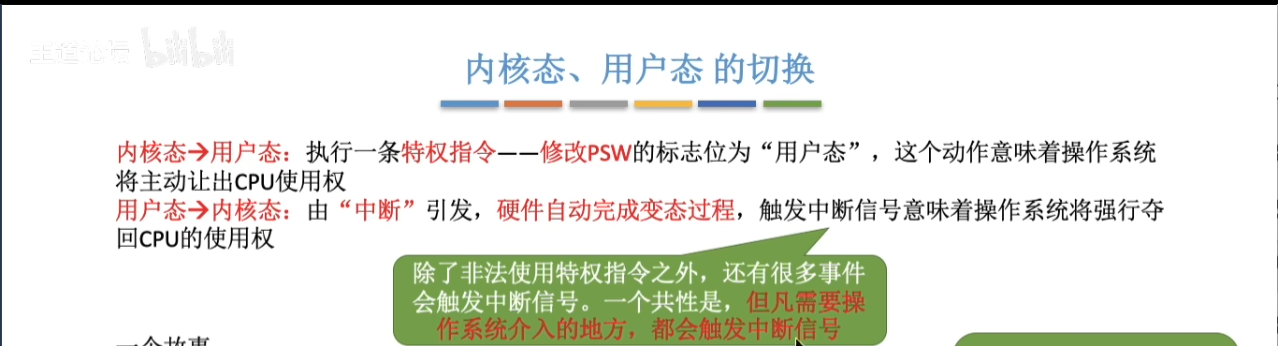 王道论坛 bilibili
内核态、用户态 的切换
内核态→用户态：执行一条特权指令——修改PSW的标志位为“用户态”，这个动作意味着操作系统
将主动让出CPU使用权
用户态→内核态：由“中断”引发，硬件自动完成变态过程，触发中断信号意味着操作系统将强行夺
回CPU的使用权
除了非法使用特权指令之外，还有很多事件
会触发中断信号。一个共性是，但凡需要操
作系统介入的地方，都会触发中断信号
一个故事